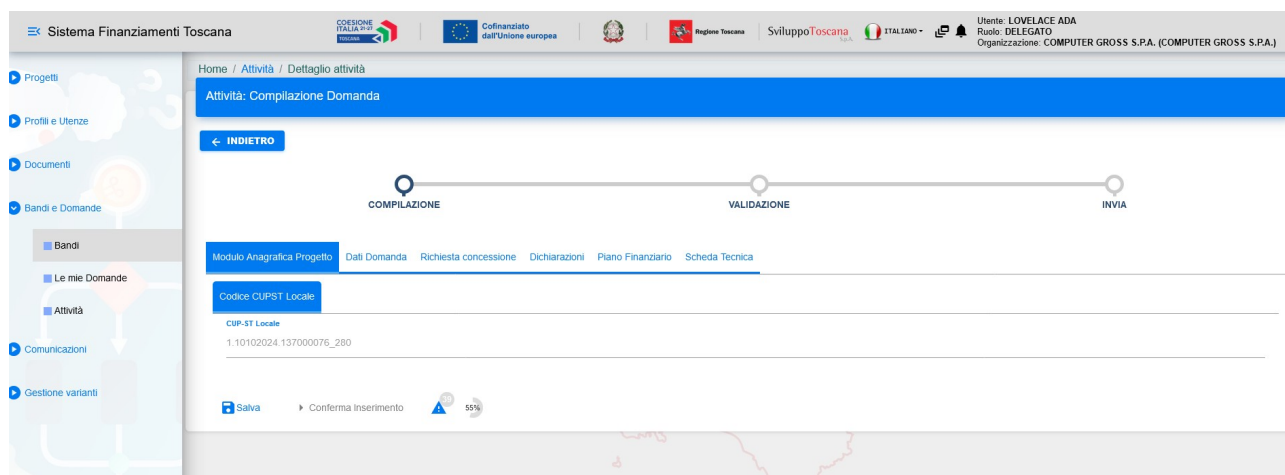 Sistema Finanziamenti Toscana
COESIONE
ITALIA 21-27
TOSCANA
Cofinanziato
dall'Unione europea
Regione Toscana
SviluppoToscana
S.p.A.
ITALIANO
Utente: LOVELACE ADA
Ruolo: DELEGATO
Organizzazione: COMPUTER GROSS S.P.A. (COMPUTER GROSS S.P.A.)
Progetti
Profili e Utenze
Documenti
Bandi e Domande
Bandi
Le mie Domande
Attività
Comunicazioni
Gestione varianti
Home / Attività / Dettaglio attività
Attività: Compilazione Domanda
INDIETRO
COMPILAZIONE
VALIDAZIONE
INVIA
Modulo Anagrafica Progetto Dati Domanda Richiesta concessione Dichiarazioni Piano Finanziario Scheda Tecnica
Codice CUPST Locale
CUP-ST Locale
1.10102024.137000076_280
Salva Conferma Inserimento 55%